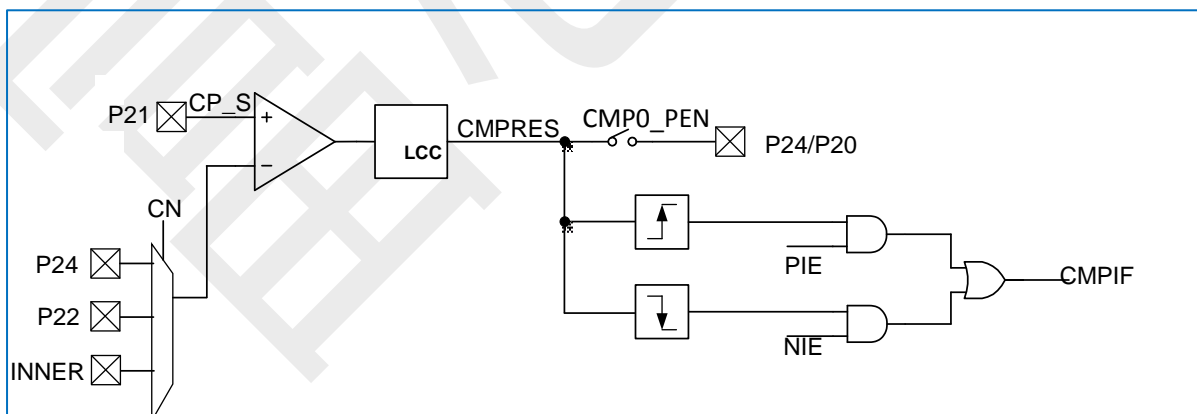 P21
CP_S
+
−
LCC
CMPRES
CMP0_PEN
P24/P20
CN
P24
P22
INNER
PIE
NIE
CMPIF